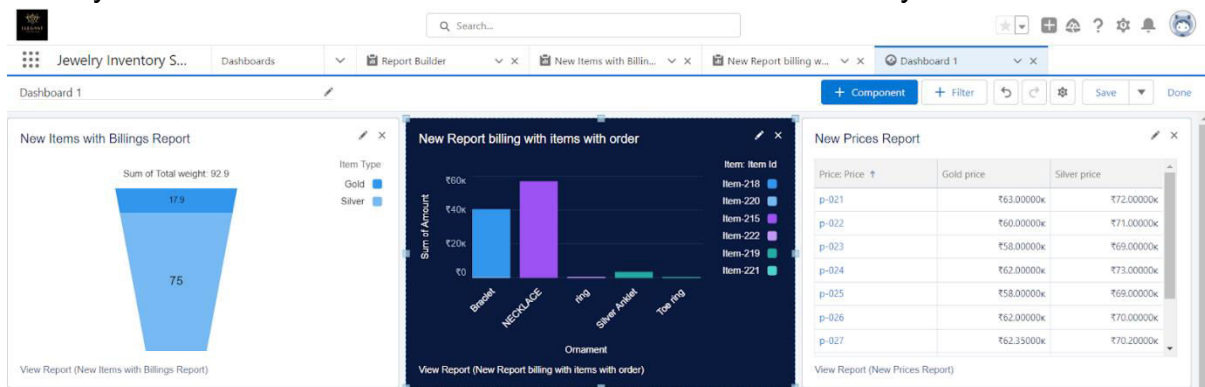 Search...
Jewelry Inventory S...
Dashboards
Report Builder
New Items with Billin...
New Report billing w...
Dashboard 1
Dashboard 1
+ Component
+ Filter
Save
Done
New Items with Billings Report
Sum of Total weight: 92.9
17.9
75
Item Type
Gold
Silver
View Report (New Items with Billings Report)
New Report billing with items with order
Sum of Amount
₹60K
₹40K
₹20K
₹0
Braclet
NECKLACE
ring
Silver Anklet
Toe ring
Ornament
Item: Item Id
Item-218
Item-220
Item-215
Item-222
Item-219
Item-221
View Report (New Report billing with items with order)
New Prices Report
Price: Price ↑ Gold price Silver price
p-021 ₹63.00000K ₹72.00000K
p-022 ₹60.00000K ₹71.00000K
p-023 ₹58.00000K ₹69.00000K
p-024 ₹62.00000K ₹73.00000K
p-025 ₹58.00000K ₹69.00000K
p-026 ₹62.00000K ₹70.00000K
p-027 ₹62.35000K ₹70.20000K
View Report (New Prices Report)